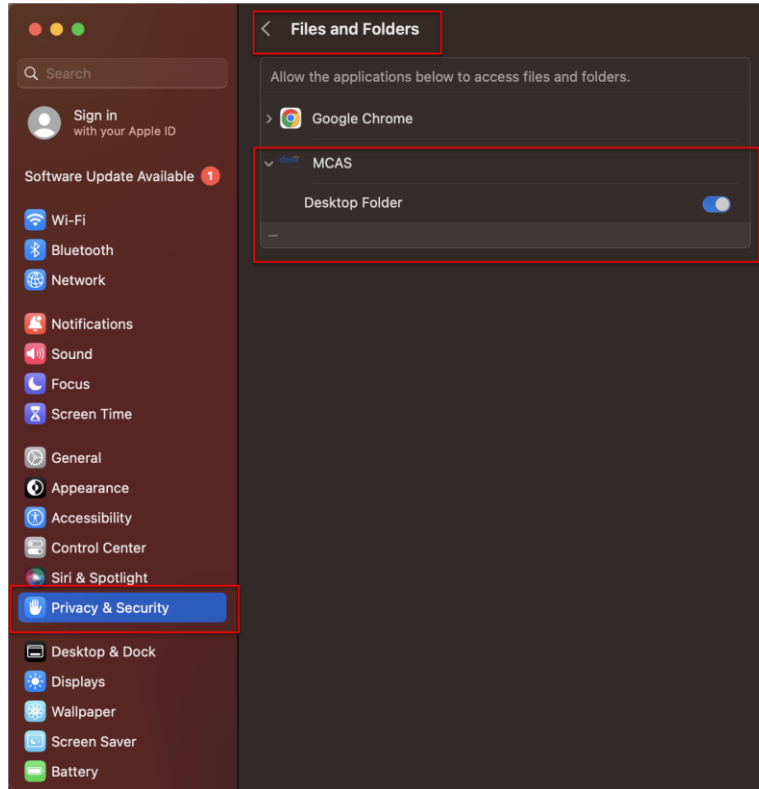 Files and Folders
Search
Allow the applications below to access files and folders.
Sign in
with your Apple ID
Google Chrome
MCAS
Software Update Available 1
Desktop Folder
Wi-Fi
Bluetooth
Network
Notifications
Sound
Focus
Screen Time
General
Appearance
Accessibility
Control Center
Siri & Spotlight
Privacy & Security
Desktop & Dock
Displays
Wallpaper
Screen Saver
Battery